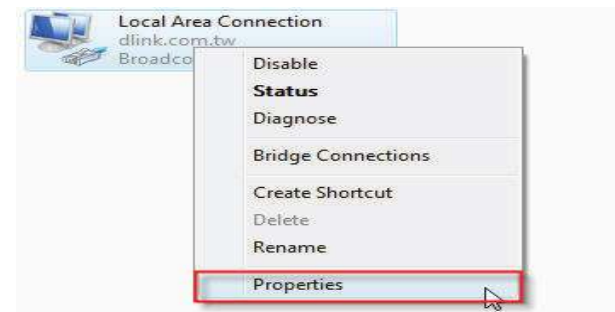 Local Area Connection
dlink.com.tw
Broadco
Disable
Status
Diagnose
Bridge Connections
Create Shortcut
Delete
Rename
Properties